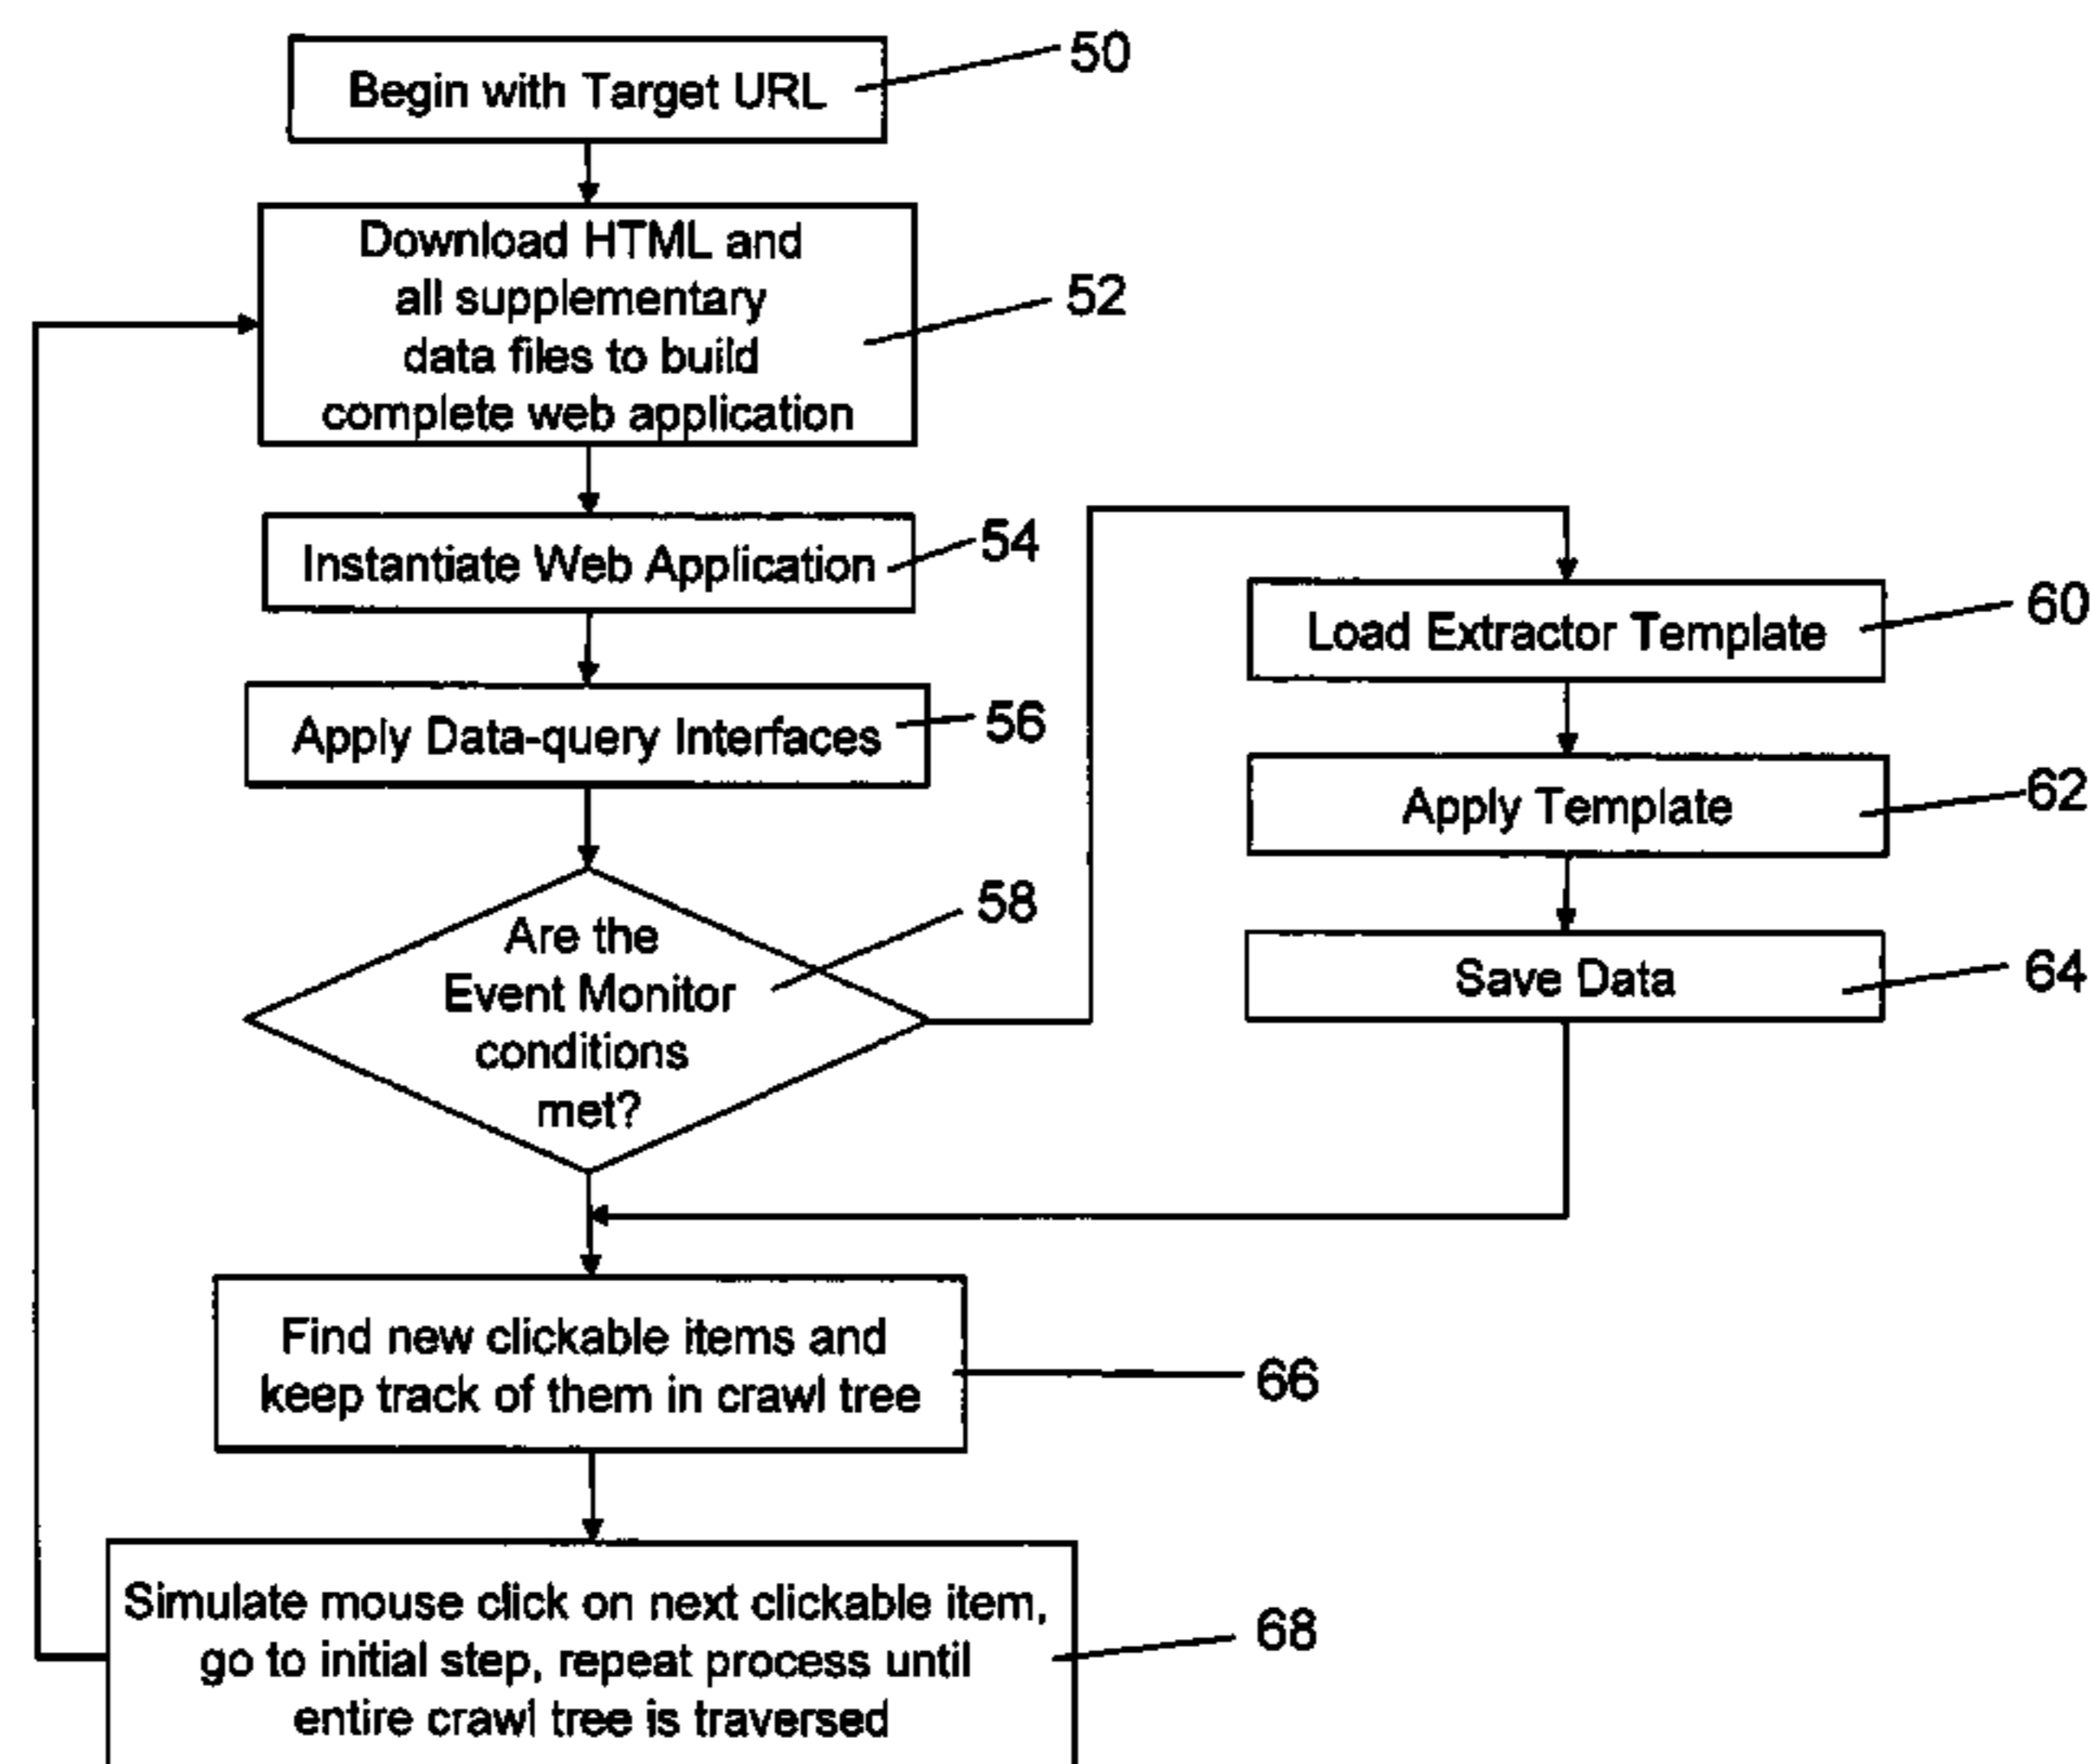 Begin with Target URL
50
Download HTML and
all supplementary
data files to build
complete web application
52
Instantiate Web Application
54
Apply Data-query Interfaces
56
Are the
Event Monitor
conditions
met?
58
Load Extractor Template
60
Apply Template
62
Save Data
64
Find new clickable items and
keep track of them in crawl tree
66
Simulate mouse click on next clickable item,
go to initial step, repeat process until
entire crawl tree is traversed
68